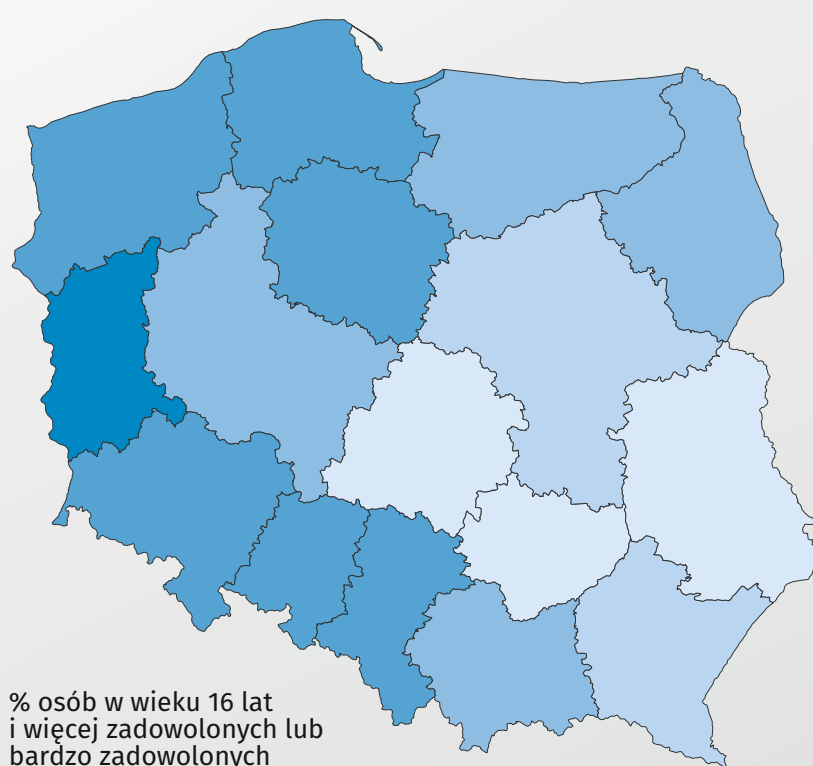 % osób w wieku 16 lat
i więcej zadowolonych lub
bardzo zadowolonych